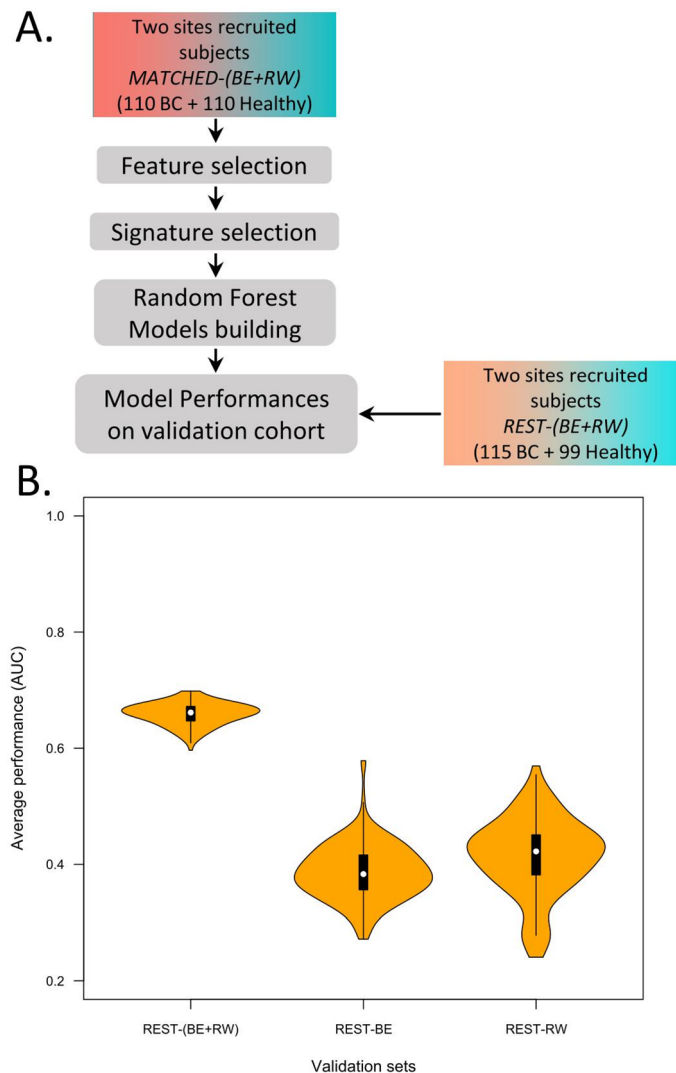 A.
Two sites recruited
subjects
MATCHED-(BE+RW)
(110 BC + 110 Healthy)
Feature selection
Signature selection
Random Forest
Models building
Model Performances
on validation cohort
Two sites recruited
subjects
REST-(BE+RW)
(115 BC + 99 Healthy)
B.
Average performance (AUC)
1.0
0.8
0.6
0.4
0.2
REST-(BE+RW)
REST-BE
REST-RW
Validation sets